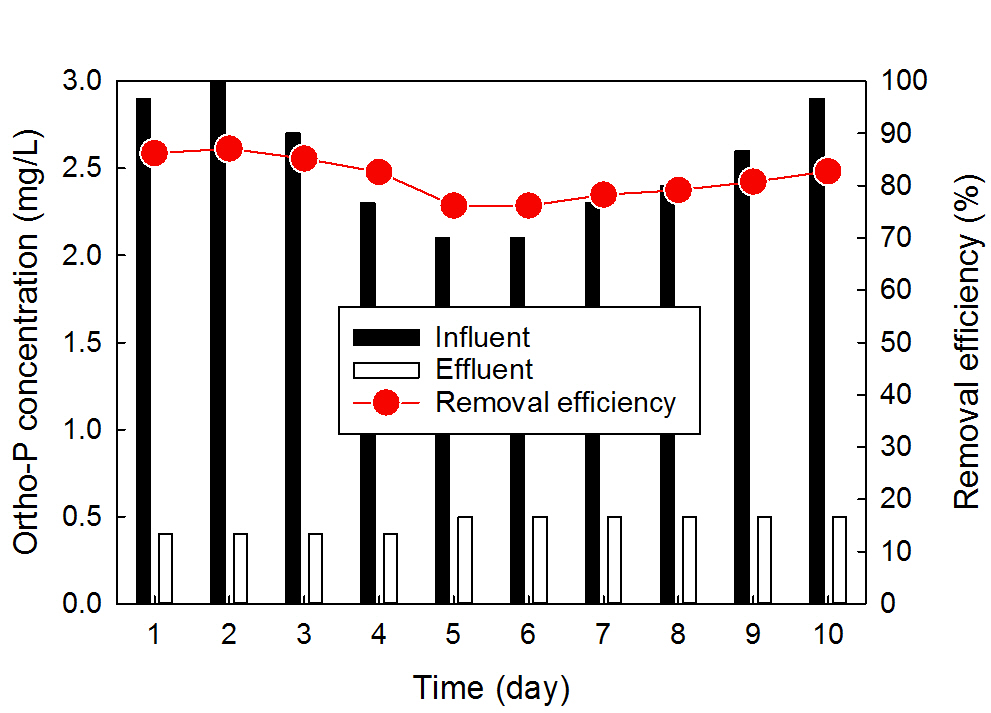 3.0
2.5
2.0
1.5
1.0
0.5
0.0
Ortho-P concentration (mg/L)
100
90
80
70
60
50
40
30
20
10
0
Removal efficiency (%)
Influent
Effluent
Removal efficiency
1 2 3 4 5 6 7 8 9 10
Time (day)